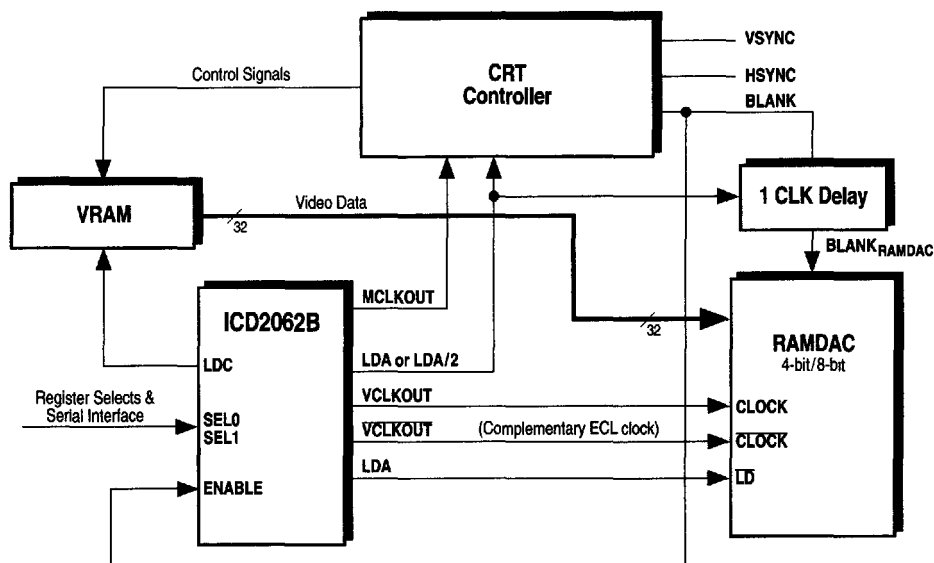 VSYNC
Control Signals
CRT
Controller
HSYNC
BLANK
VRAM
Video Data
32
1 CLK Delay
BLANKRAMDAC
MCLKOUT
ICD2062B
32
RAMDAC
4-bit/8-bit
LDC
LDA or LDA/2
Register Selects &
Serial Interface
VCLKOUT
CLOCK
SEL0
SEL1
VCLKOUT
(Complementary ECL clock)
CLOCK
LDA
LD
ENABLE